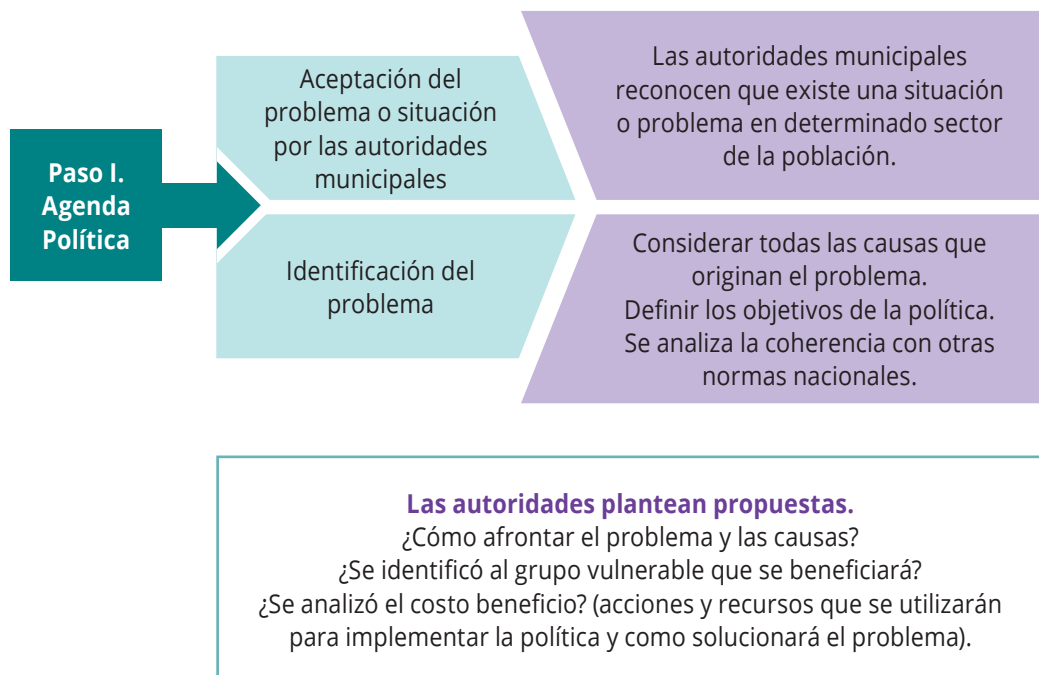 Paso I.
Agenda
Política
Aceptación del
problema o situación
por las autoridades
municipales
Las autoridades municipales
reconocen que existe una situación
o problema en determinado sector
de la población.
Identificación del
problema
Considerar todas las causas que
originan el problema.
Definir los objetivos de la política.
Se analiza la coherencia con otras
normas nacionales.
Las autoridades plantean propuestas.
¿Cómo afrontar el problema y las causas?
¿Se identificó al grupo vulnerable que se beneficiará?
¿Se analizó el costo beneficio? (acciones y recursos que se utilizarán
para implementar la política y como solucionará el problema).